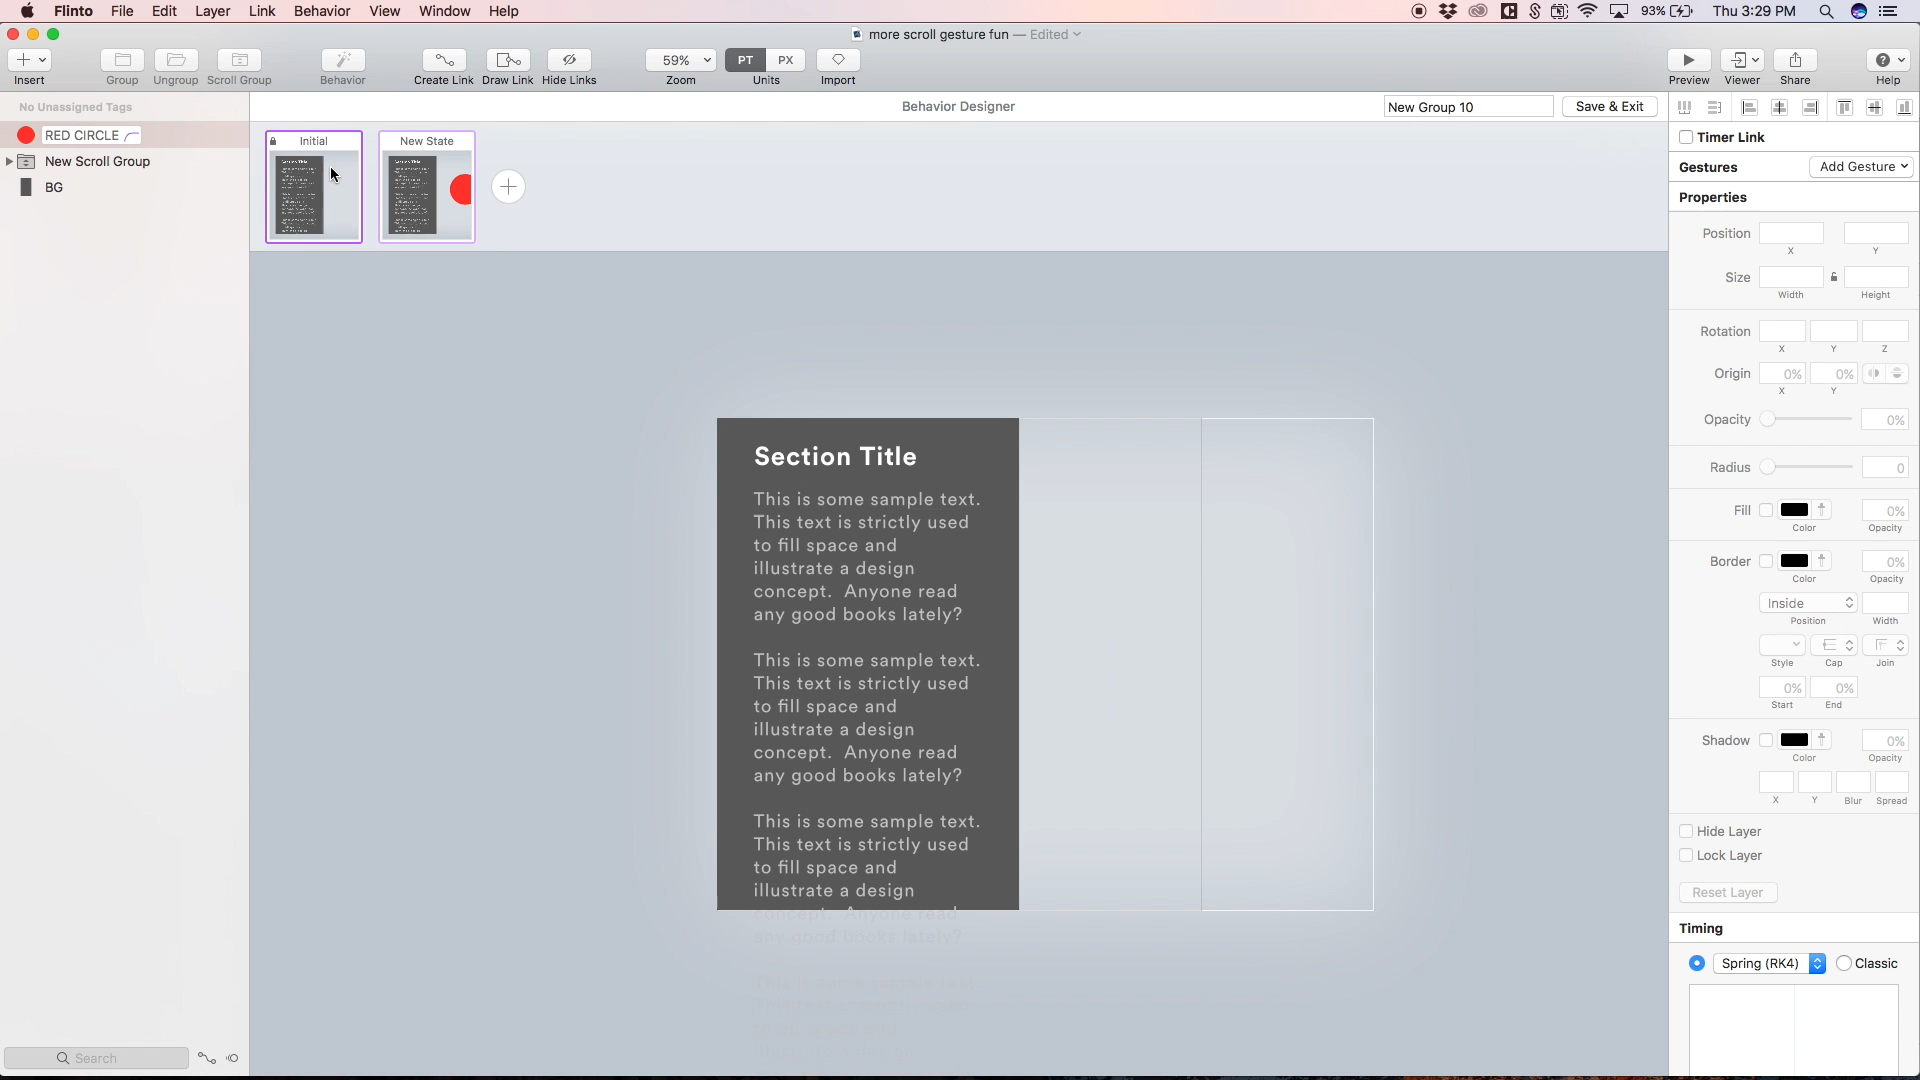 Flinto File Edit Layer Link Behavior View Window Help
93% Thu 3:29 PM
more scroll gesture fun — Edited
59% PT PX
Insert Group Ungroup Scroll Group Behavior Create Link Draw Link Hide Links Zoom Units Import Preview Viewer Share Help
No Unassigned Tags
Behavior Designer
New Group 10
Save & Exit
RED CIRCLE
New Scroll Group
BG
Search
Initial
New State
Section Title
This is some sample text.
This text is strictly used
to fill space and
illustrate a design
concept. Anyone read
any good books lately?
This is some sample text.
This text is strictly used
to fill space and
illustrate a design
concept. Anyone read
any good books lately?
This is some sample text.
This text is strictly used
to fill space and
illustrate a design
concept. Anyone read
any good books lately?
Timer Link
Gestures
Add Gesture
Properties
Position
X Y
Size
Width Height
Rotation
X Y Z
Origin 0% 0%
X Y
Opacity 0%
Radius 0
Fill 0%
Color Opacity
Border 0%
Color Opacity
Inside
Position Width
Style Cap Join
0% 0%
Start End
Shadow 0%
Color Opacity
X Y Blur Spread
Hide Layer
Lock Layer
Reset Layer
Timing
Spring (RK4) Classic